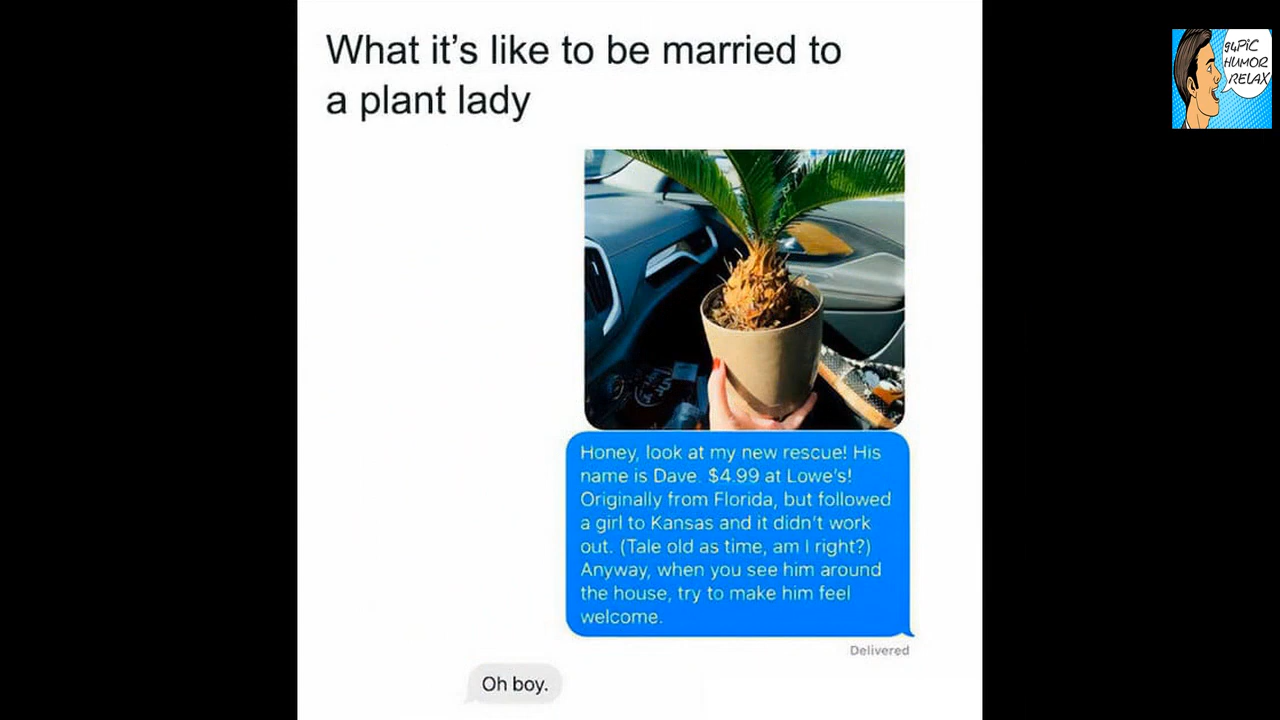 What it's like to be married to
a plant lady
94PiC
HUMOR
RELAX
Honey, look at my new rescue! His
name is Dave. $4.99 at Lowe's!
Originally from Florida, but followed
a girl to Kansas and it didn't work
out. (Tale old as time, am I right?)
Anyway, when you see him around
the house, try to make him feel
welcome.
Delivered
Oh boy.